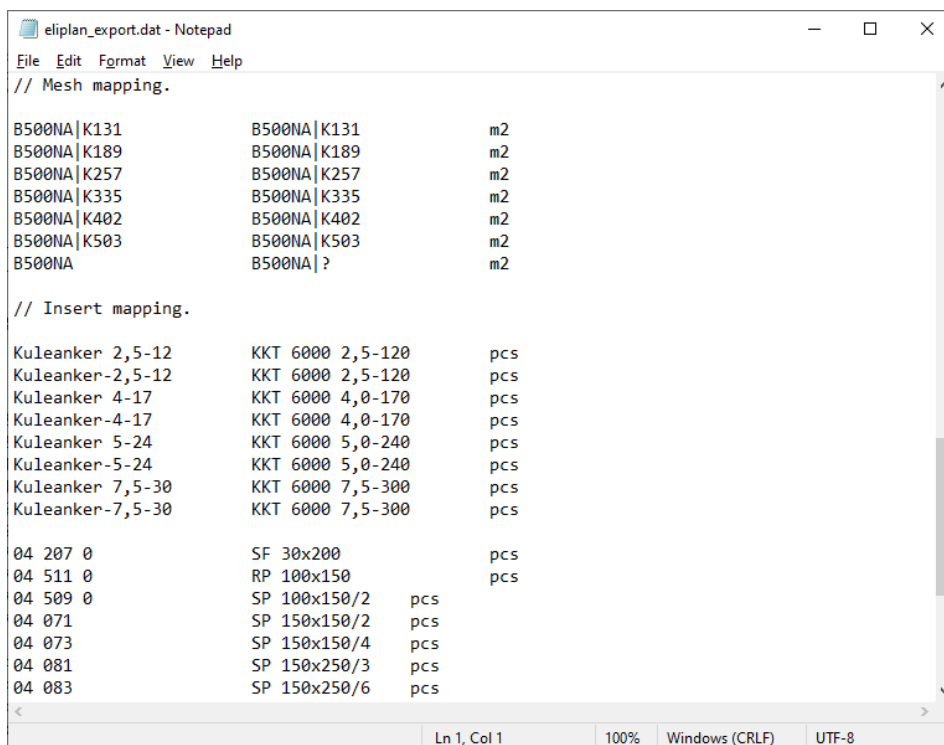 eliplan_export.dat - Notepad
File Edit Format View Help
// Mesh mapping.
B500NA|K131 B500NA|K131 m2
B500NA|K189 B500NA|K189 m2
B500NA|K257 B500NA|K257 m2
B500NA|K335 B500NA|K335 m2
B500NA|K402 B500NA|K402 m2
B500NA|K503 B500NA|K503 m2
B500NA B500NA|? m2
// Insert mapping.
Kuleanker 2,5-12 KKT 6000 2,5-120 pcs
Kuleanker-2,5-12 KKT 6000 2,5-120 pcs
Kuleanker 4-17 KKT 6000 4,0-170 pcs
Kuleanker-4-17 KKT 6000 4,0-170 pcs
Kuleanker 5-24 KKT 6000 5,0-240 pcs
Kuleanker-5-24 KKT 6000 5,0-240 pcs
Kuleanker 7,5-30 KKT 6000 7,5-300 pcs
Kuleanker-7,5-30 KKT 6000 7,5-300 pcs
04 207 0 SF 30x200 pcs
04 511 0 RP 100x150 pcs
04 509 0 SP 100x150/2 pcs
04 071 SP 150x150/2 pcs
04 073 SP 150x150/4 pcs
04 081 SP 150x250/3 pcs
04 083 SP 150x250/6 pcs
Ln 1, Col 1 100% Windows (CRLF) UTF-8